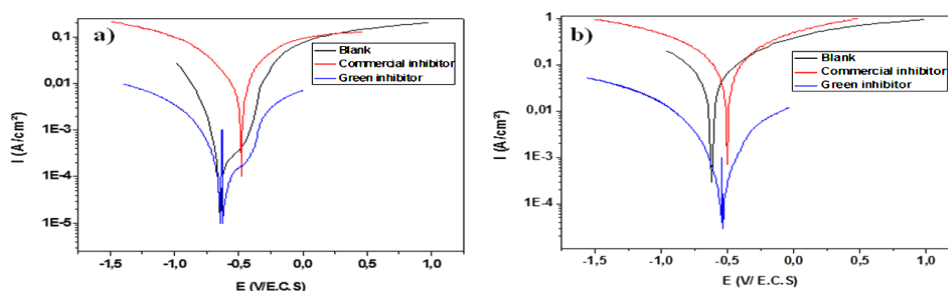 a)
Blank
Commercial inhibitor
Green inhibitor
I (A/cm²)
0,1
0,01
1E-3
1E-4
1E-5
-1,5 -1,0 -0,5 0,0 0,5 1,0
E (V/E.C.S)
b)
Blank
Commercial inhibitor
Green inhibitor
I (A/cm²)
1
0,1
0,01
1E-3
1E-4
-1,5 -1,0 -0,5 0,0 0,5 1,0
E (V/ E.C.S)